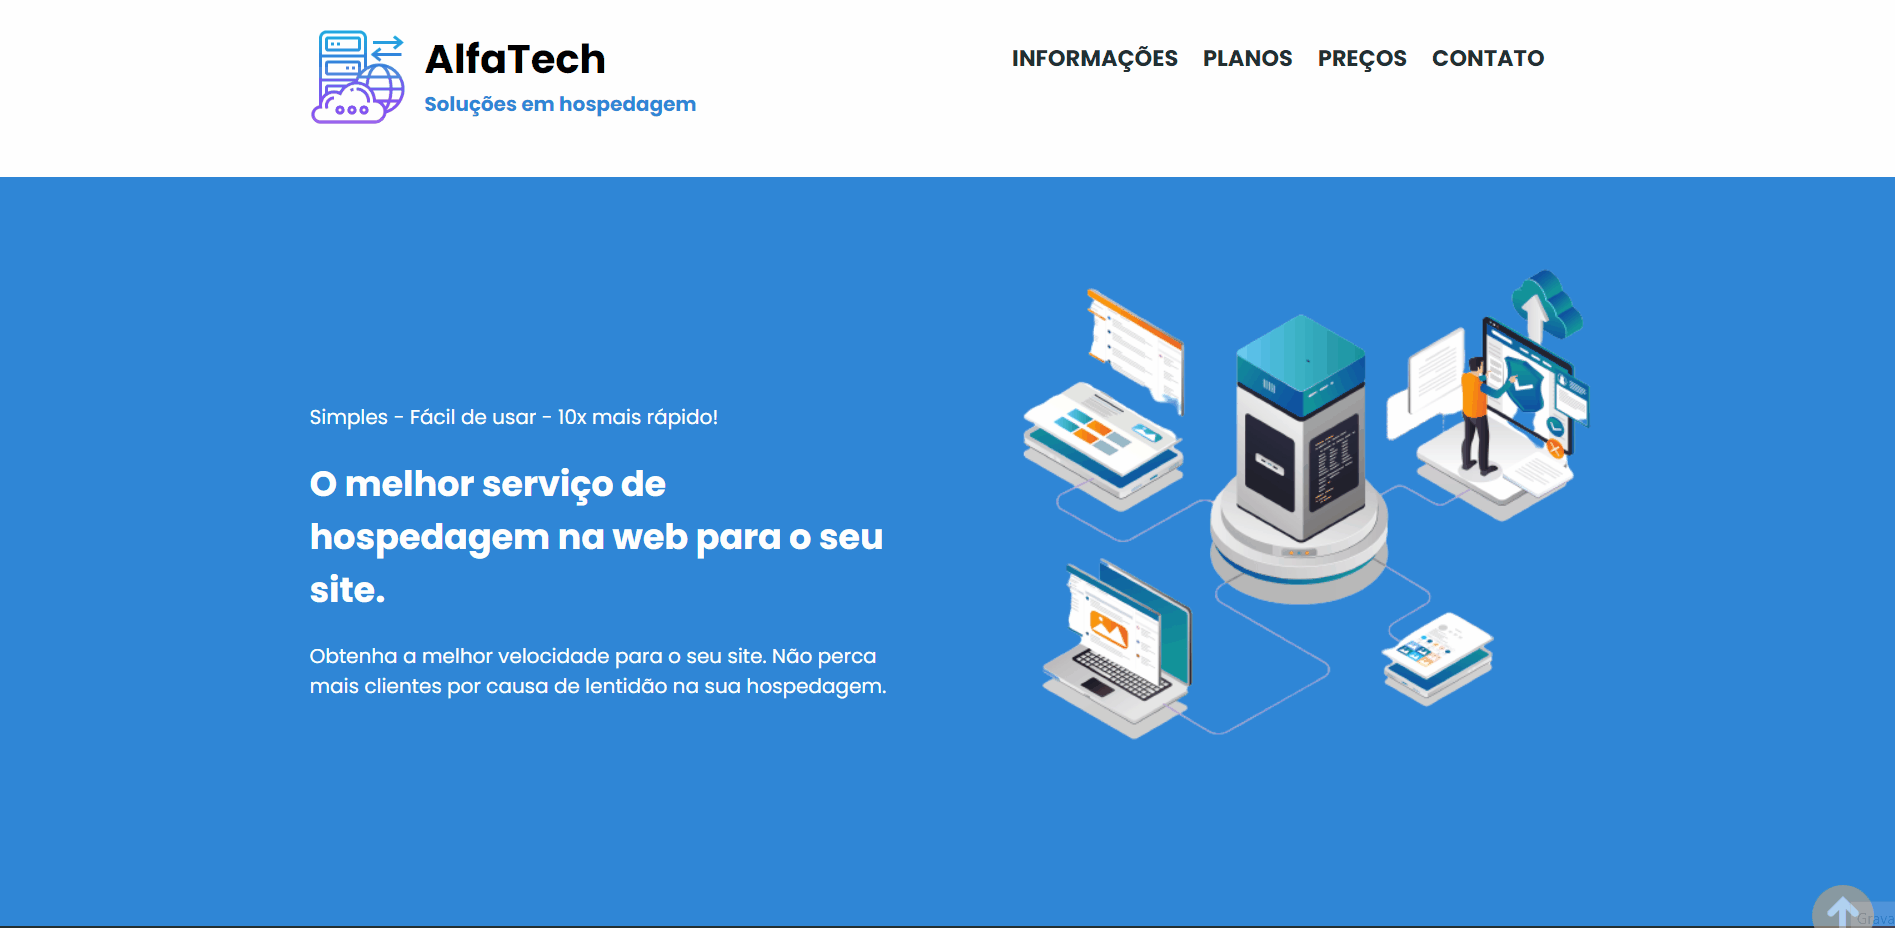 AlfaTech
Soluções em hospedagem
INFORMAÇÕES PLANOS PREÇOS CONTATO
Simples - Fácil de usar - 10x mais rápido!
O melhor serviço de
hospedagem na web para o seu
site.
Obtenha a melhor velocidade para o seu site. Não perca
mais clientes por causa de lentidão na sua hospedagem.
Grava